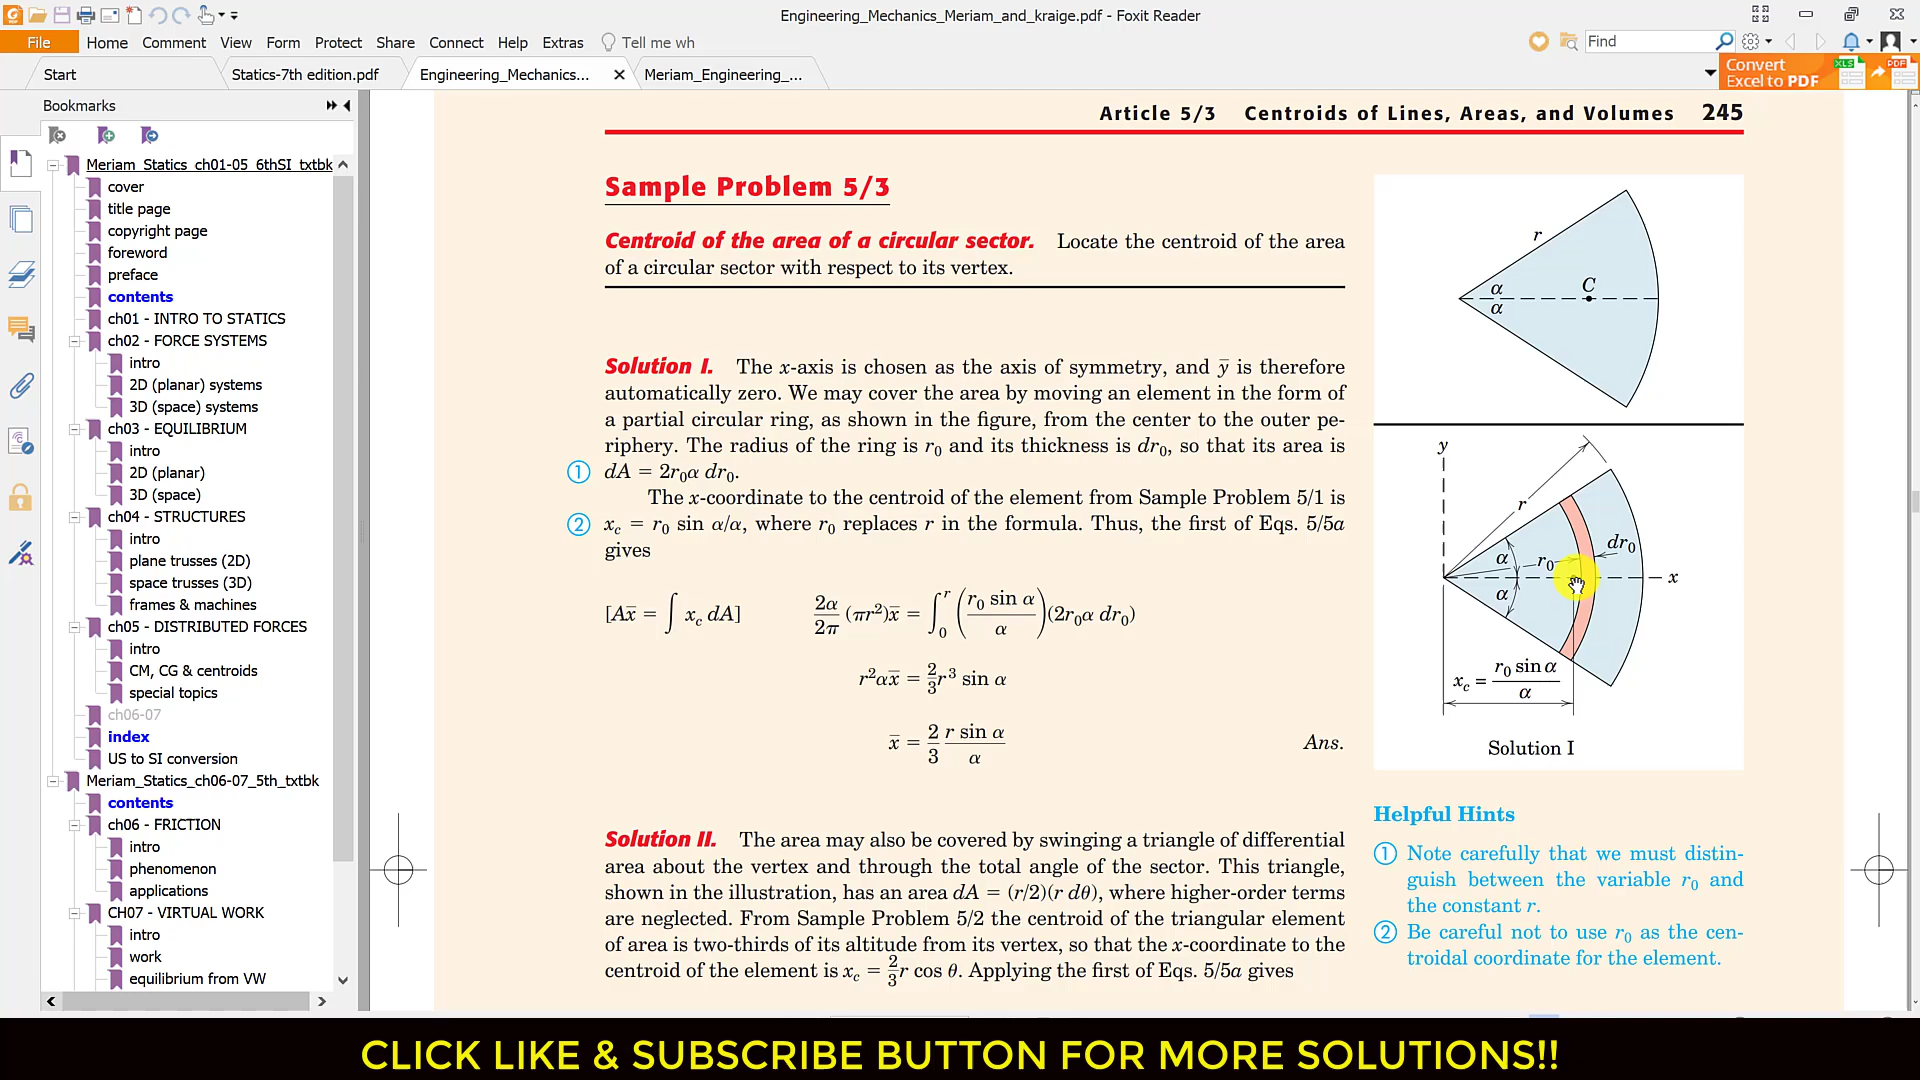 Engineering_Mechanics_Meriam_and_kraige.pdf - Foxit Reader
File Home Comment View Form Protect Share Connect Help Extras Tell me wh
Find
Start
Statics-7th edition.pdf
Engineering_Mechanics...
Meriam_Engineering_...
Convert
Excel to PDF
XLS
PDF
Bookmarks
Meriam_Statics_ch01-05_6thSI_txtbk
cover
title page
copyright page
foreword
preface
contents
ch01 - INTRO TO STATICS
ch02 - FORCE SYSTEMS
intro
2D (planar) systems
3D (space) systems
ch03 - EQUILIBRIUM
intro
2D (planar)
3D (space)
ch04 - STRUCTURES
intro
plane trusses (2D)
space trusses (3D)
frames & machines
ch05 - DISTRIBUTED FORCES
intro
CM, CG & centroids
special topics
ch06-07
index
US to SI conversion
Meriam_Statics_ch06-07_5th_txtbk
contents
ch06 - FRICTION
intro
phenomenon
applications
CH07 - VIRTUAL WORK
intro
work
equilibrium from VW
Article 5/3 Centroids of Lines, Areas, and Volumes 245
Sample Problem 5/3
Centroid of the area of a circular sector. Locate the centroid of the area
of a circular sector with respect to its vertex.
Solution I. The x-axis is chosen as the axis of symmetry, and ȳ is therefore
automatically zero. We may cover the area by moving an element in the form of
a partial circular ring, as shown in the figure, from the center to the outer pe-
riphery. The radius of the ring is r₀ and its thickness is dr₀, so that its area is
① dA = 2r₀α dr₀.
The x-coordinate to the centroid of the element from Sample Problem 5/1 is
② x_c = r₀ sin α/α, where r₀ replaces r in the formula. Thus, the first of Eqs. 5/5a
gives
[Ax̄ = ∫ x_c dA] 2α/2π (πr²)x̄ = ∫₀ʳ (r₀ sin α/α)(2r₀α dr₀)
r²αx̄ = 2/3 r³ sin α
x̄ = 2/3 r sin α/α Ans.
Solution II. The area may also be covered by swinging a triangle of differential
area about the vertex and through the total angle of the sector. This triangle,
shown in the illustration, has an area dA = (r/2)(r dθ), where higher-order terms
are neglected. From Sample Problem 5/2 the centroid of the triangular element
of area is two-thirds of its altitude from its vertex, so that the x-coordinate to the
centroid of the element is x_c = 2/3 r cos θ. Applying the first of Eqs. 5/5a gives
r
α
α
C
y
r
dr₀
α
r₀
x
α
x_c = r₀ sin α/α
Solution I
Helpful Hints
① Note carefully that we must distin-
guish between the variable r₀ and
the constant r.
② Be careful not to use r₀ as the cen-
troidal coordinate for the element.
CLICK LIKE & SUBSCRIBE BUTTON FOR MORE SOLUTIONS!!